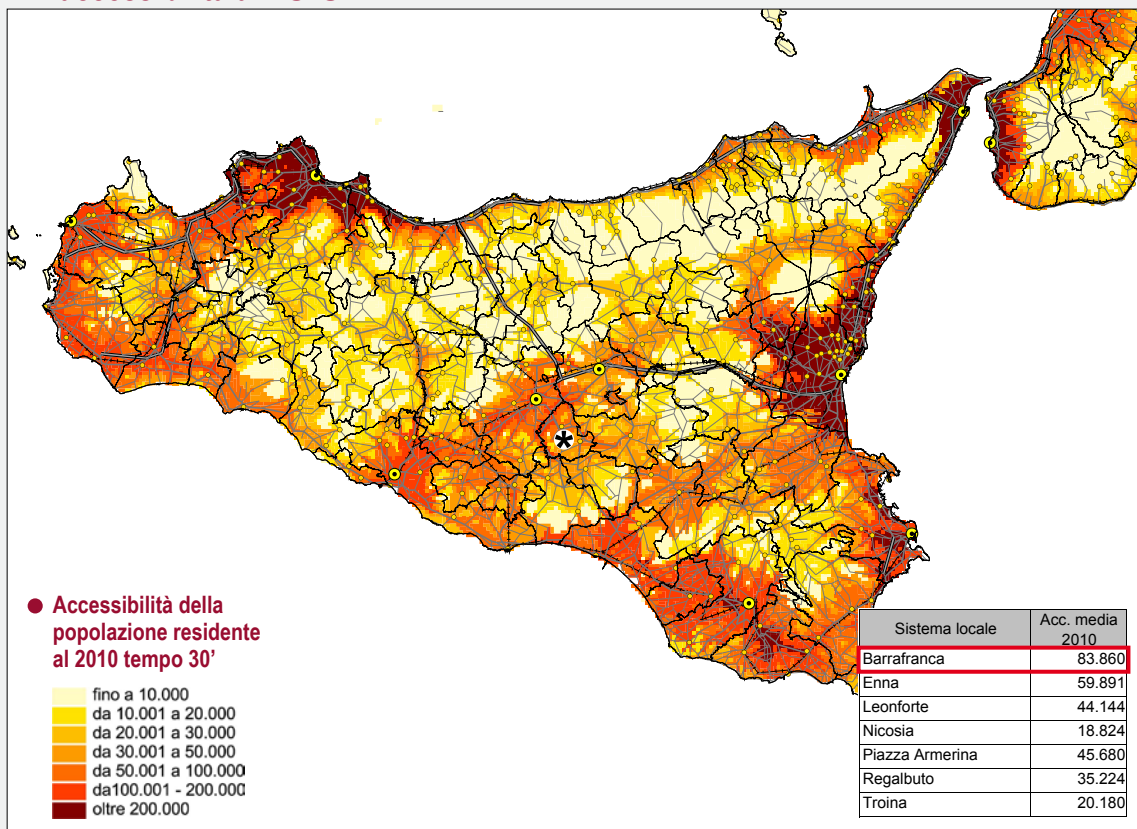 ● Accessibilità della
popolazione residente
al 2010 tempo 30'
fino a 10.000
da 10.001 a 20.000
da 20.001 a 30.000
da 30.001 a 50.000
da 50.001 a 100.000
da100.001 - 200.000
oltre 200.000
Sistema locale Acc. media
2010
Barrafranca 83.860
Enna 59.891
Leonforte 44.144
Nicosia 18.824
Piazza Armerina 45.680
Regalbuto 35.224
Troina 20.180